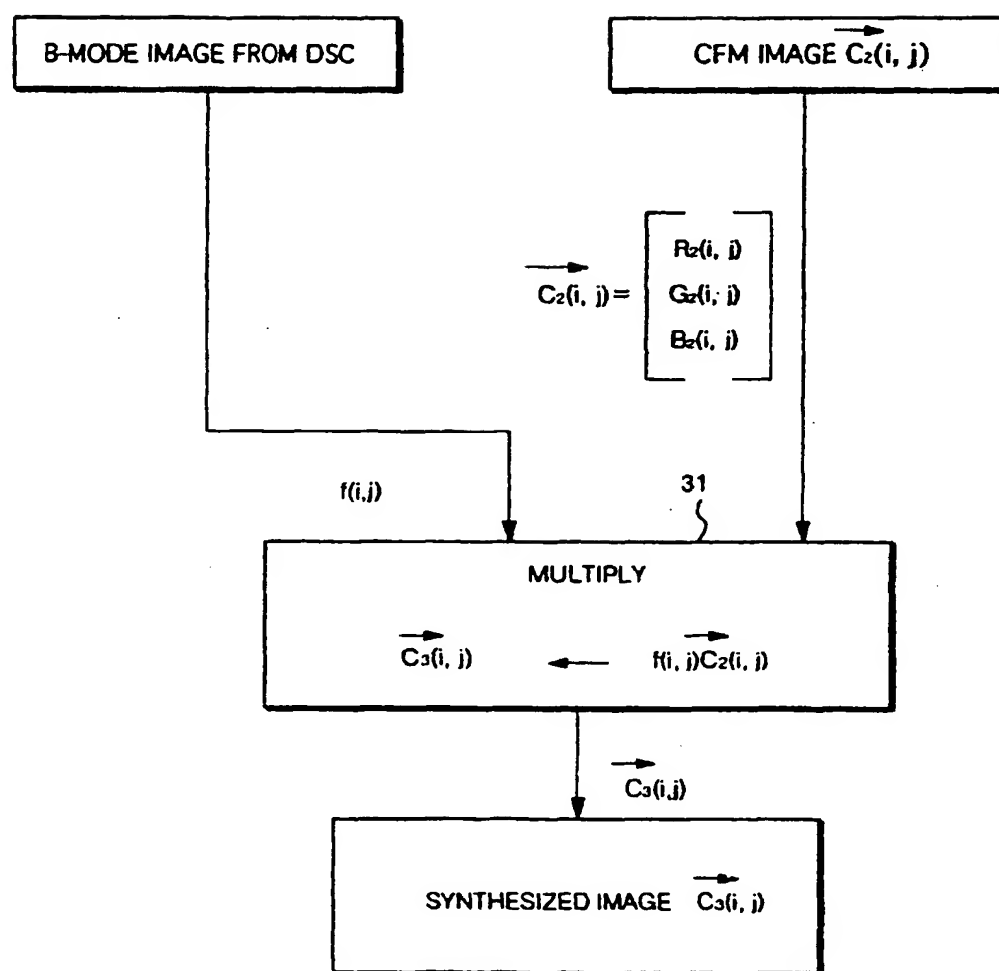 B-MODE IMAGE FROM DSC
CFM IMAGE C₂(i, j)
C₂(i, j) =
R₂(i, j)
G₂(i, j)
B₂(i, j)
f(i,j)
31
MULTIPLY
C₃(i, j) ← f(i, j)C₂(i, j)
C₃(i,j)
SYNTHESIZED IMAGE C₃(i, j)